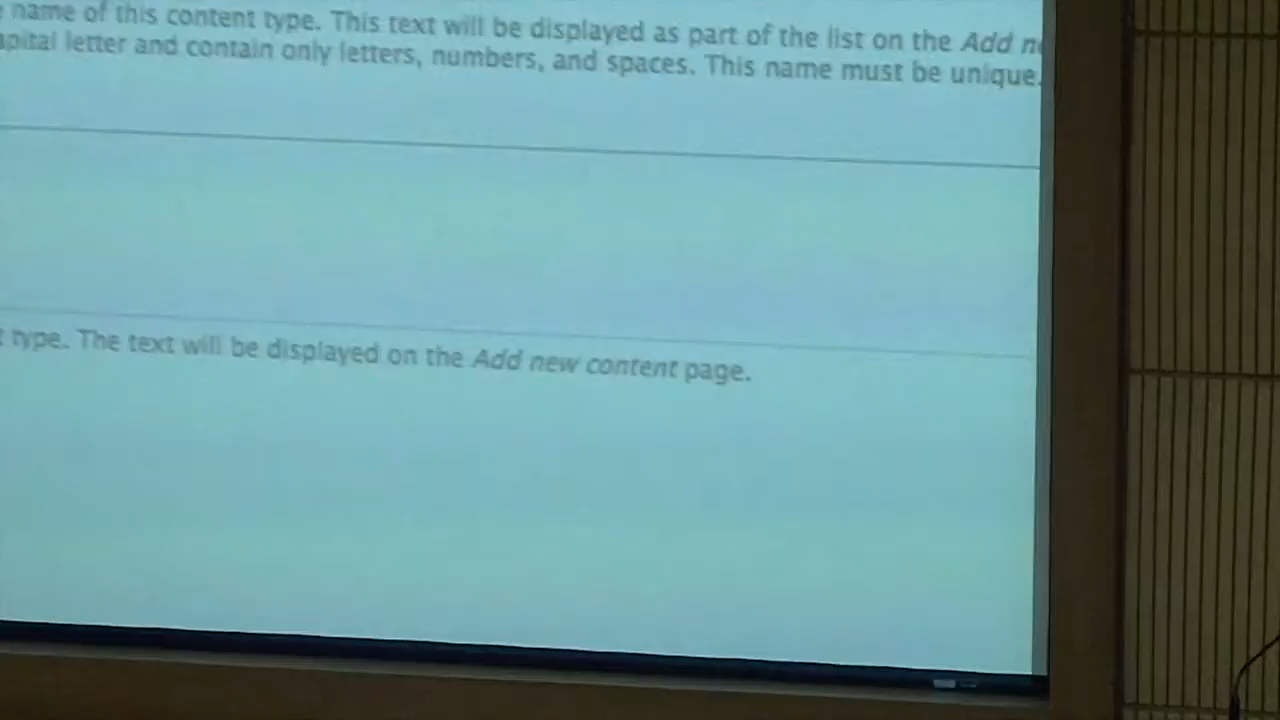 name of this content type. This text will be displayed as part of the list on the Add
capital letter and contain only letters, numbers, and spaces. This name must be unique.
type. The text will be displayed on the Add new content page.